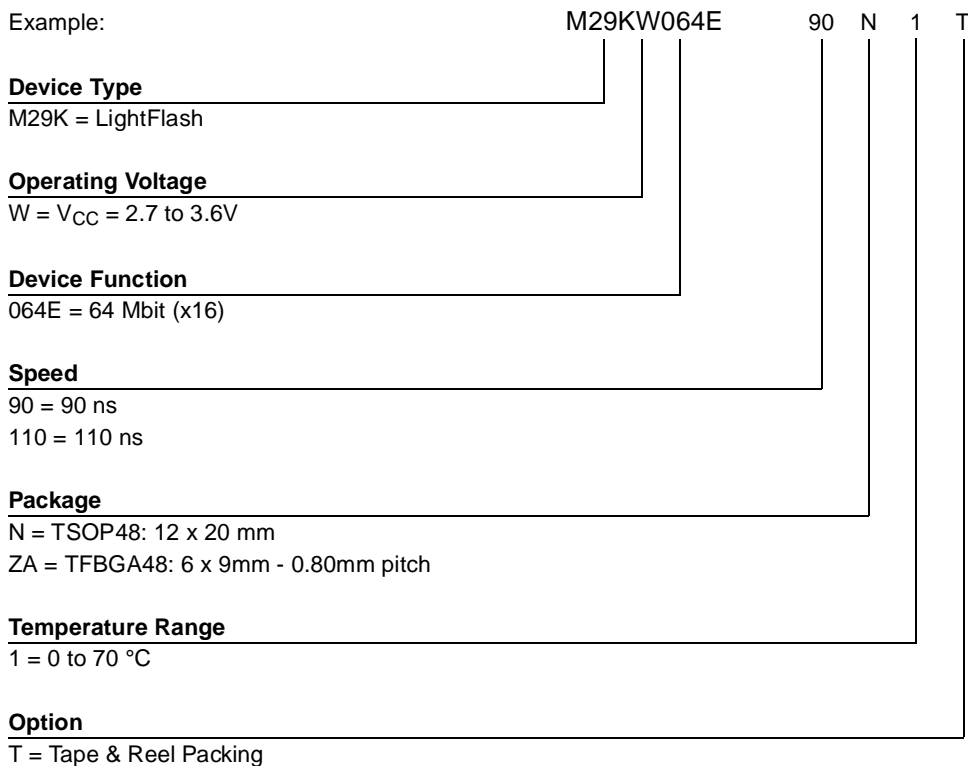 Example: M29KW064E 90 N 1 T
Device Type
M29K = LightFlash
Operating Voltage
W = VCC = 2.7 to 3.6V
Device Function
064E = 64 Mbit (x16)
Speed
90 = 90 ns
110 = 110 ns
Package
N = TSOP48: 12 x 20 mm
ZA = TFBGA48: 6 x 9mm - 0.80mm pitch
Temperature Range
1 = 0 to 70 °C
Option
T = Tape & Reel Packing